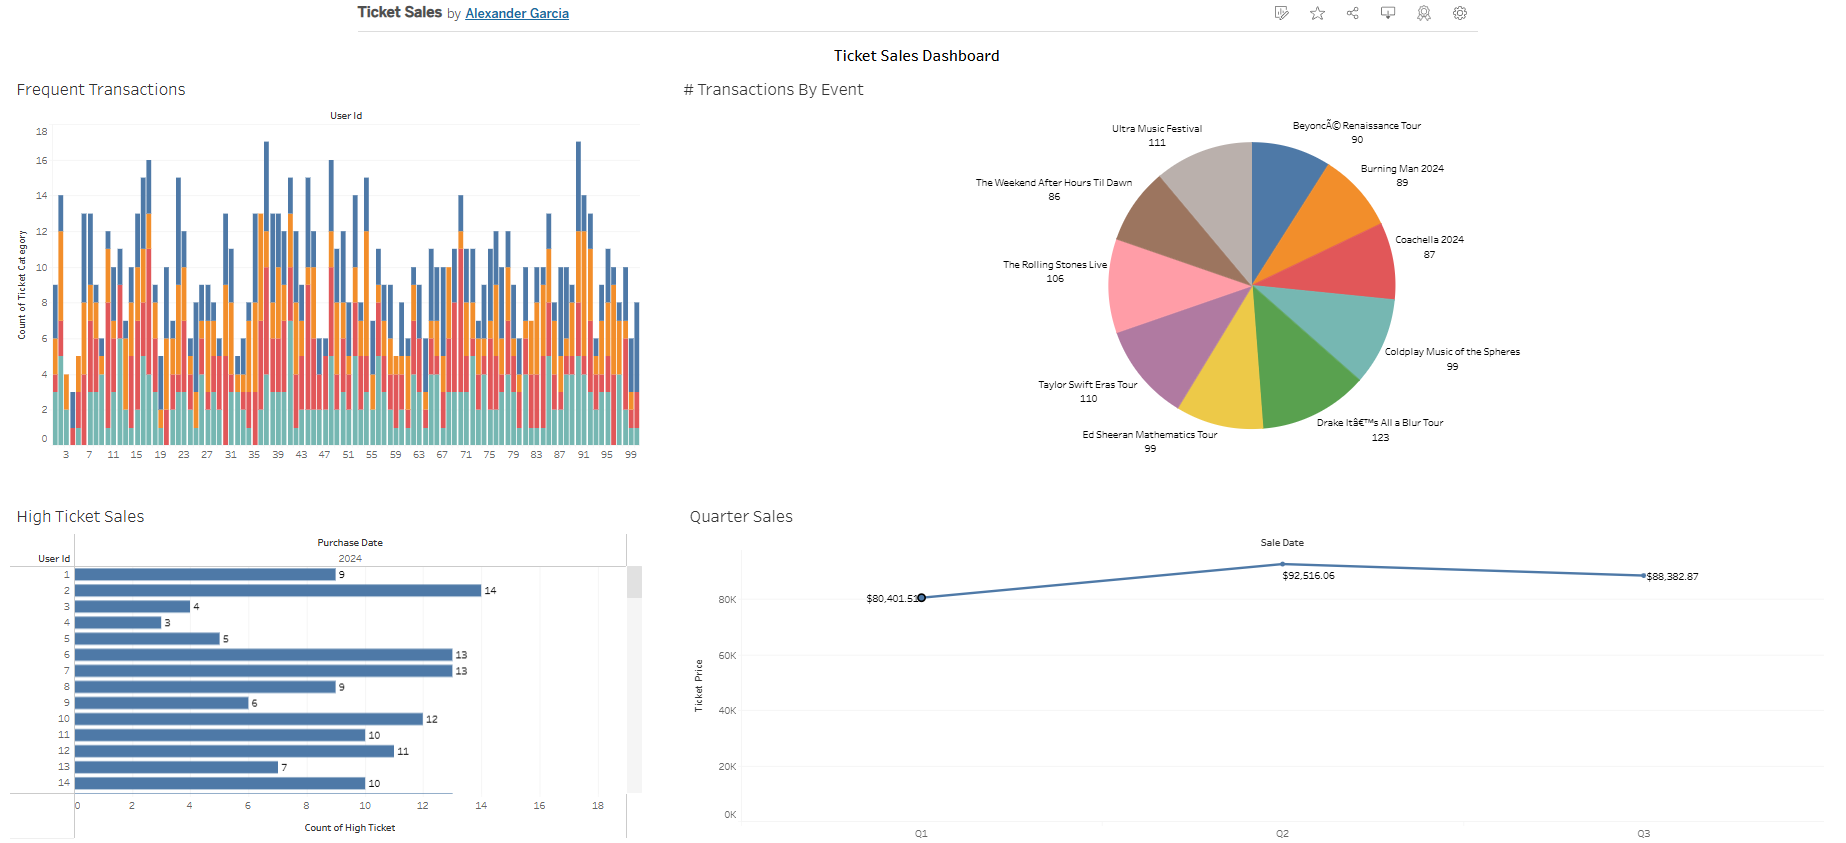 Ticket Sales by Alexander Garcia
Ticket Sales Dashboard
Frequent Transactions
User Id
Count of Ticket Category
18
16
14
12
10
8
6
4
2
0
3 7 11 15 19 23 27 31 35 39 43 47 51 55 59 63 67 71 75 79 83 87 91 95 99
# Transactions By Event
Ultra Music Festival
111
BeyoncÃ© Renaissance Tour
90
Burning Man 2024
89
The Weekend After Hours Til Dawn
86
Coachella 2024
87
The Rolling Stones Live
106
Coldplay Music of the Spheres
99
Taylor Swift Eras Tour
110
Drake Itâ€™s All a Blur Tour
123
Ed Sheeran Mathematics Tour
99
High Ticket Sales
Purchase Date
User Id 2024
1 9
2 14
3 4
4 3
5 5
6 13
7 13
8 9
9 6
10 12
11 10
12 11
13 7
14 10
0 2 4 6 8 10 12 14 16 18
Count of High Ticket
Quarter Sales
Sale Date
Ticket Price
80K
60K
40K
20K
0K
$80,401.51
$92,516.06
$88,382.87
Q1 Q2 Q3